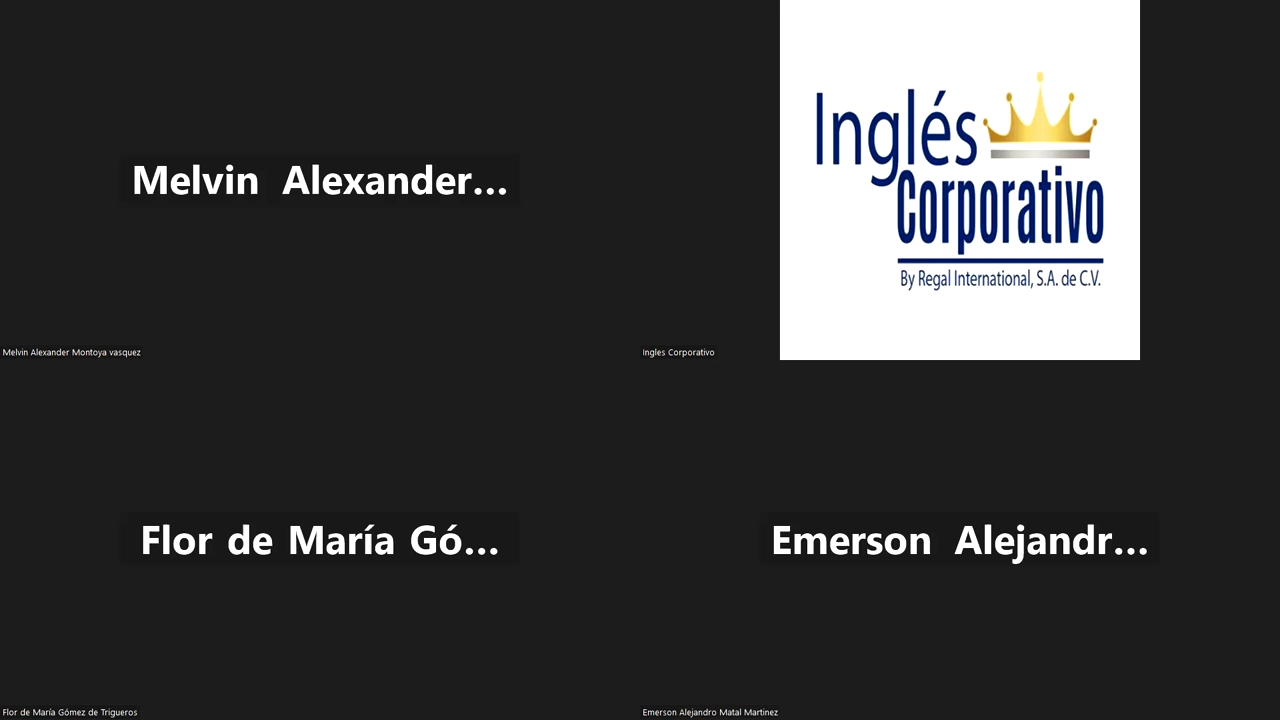 Melvin Alexander...
Melvin Alexander Montoya vasquez
Inglés
Corporativo
By Regal International, S.A. de C.V.
Ingles Corporativo
Flor de María Gó...
Flor de María Gómez de Trigueros
Emerson Alejandr...
Emerson Alejandro Matal Martinez